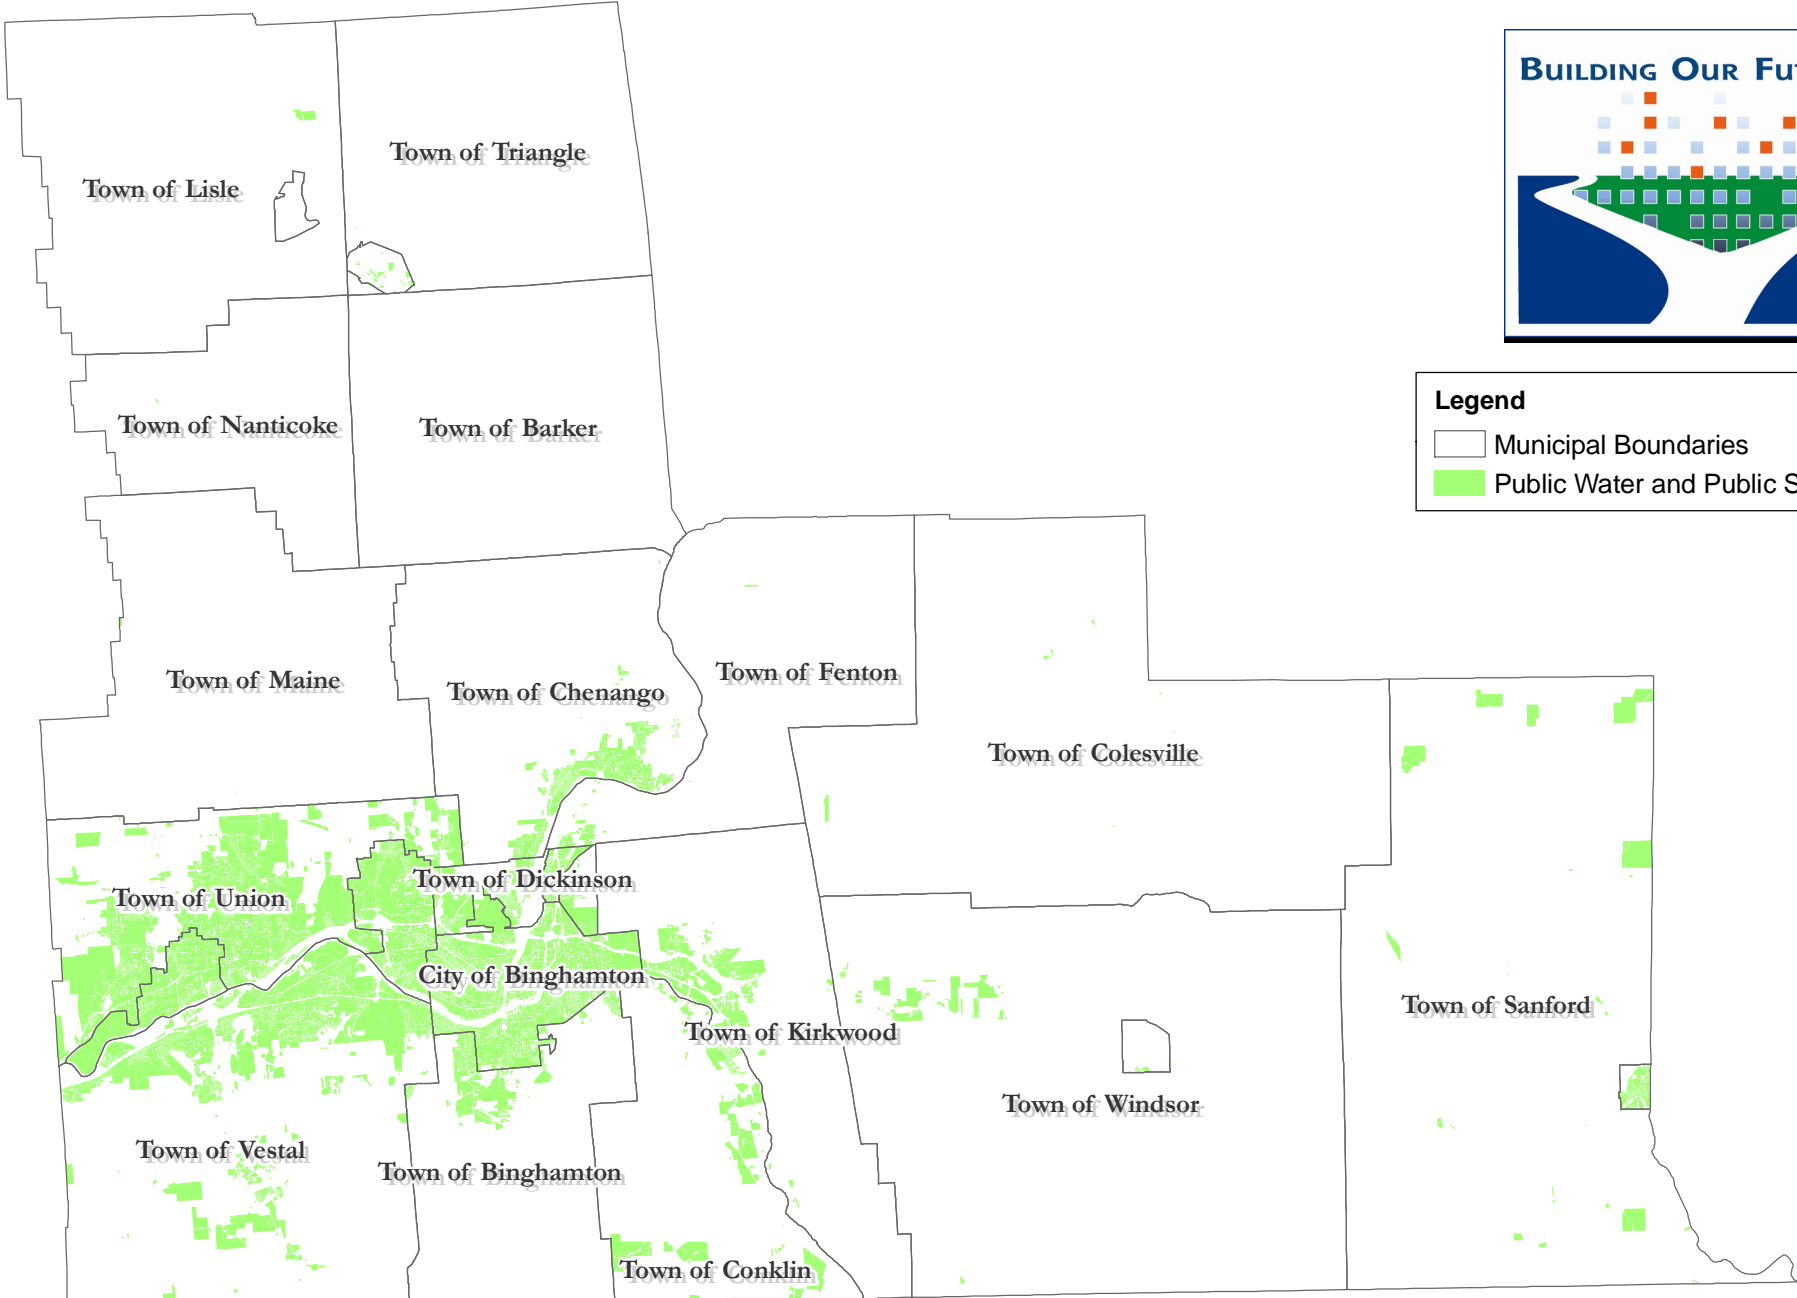 BUILDING OUR FU
Town of Triangle
Town of Lisle
Legend
Town of Nanticoke
Town of Barker
Municipal Boundaries
Public Water and Public S
Town of Maine
Town of Chenango
Town of Fenton
Town of Colesville
Town of Union
Town of Dickinson
City of Binghamton
Town of Kirkwood
Town of Sanford
Town of Windsor
Town of Vestal
Town of Binghamton
Town of Conklin